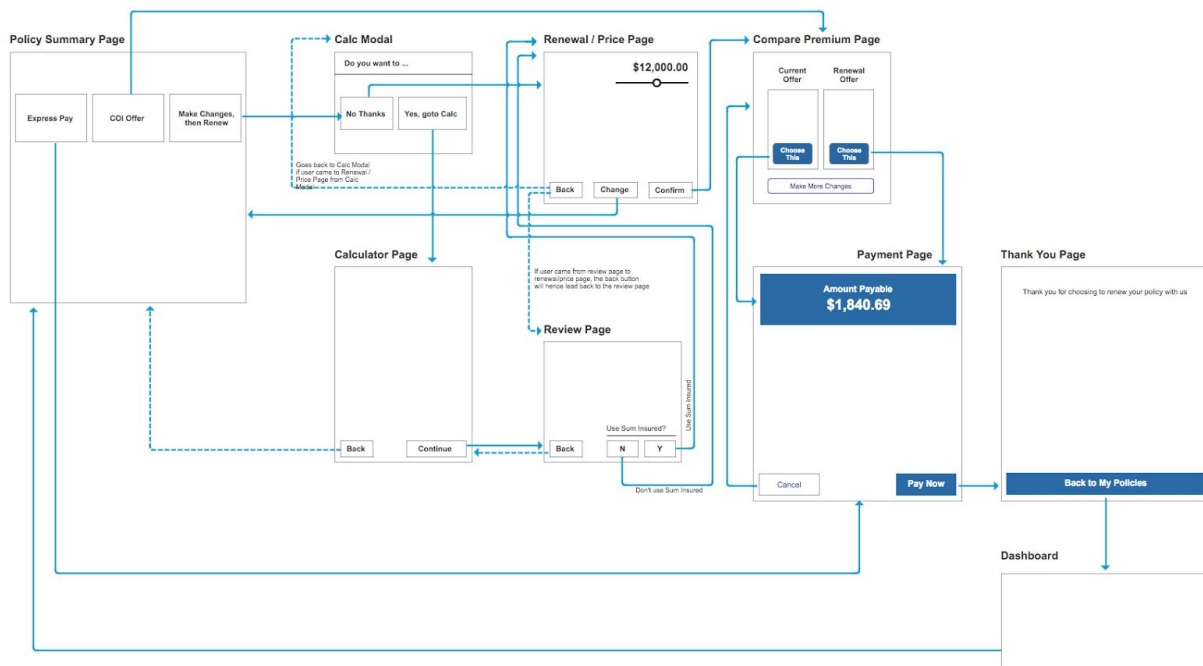 Policy Summary Page
Express Pay
COI Offer
Make Changes,
then Renew
Calc Modal
Do you want to ...
No Thanks
Yes, goto Calc
Goes back to Calc Modal
if user came to Renewal /
Price Page from Calc
Modal
Renewal / Price Page
$12,000.00
Back
Change
Confirm
Compare Premium Page
Current
Offer
Renewal
Offer
Choose
This
Choose
This
Make More Changes
Calculator Page
Back
Continue
If user came from review page to
renewal/price page, the back button
will hence lead back to the review page
Review Page
Use Sum Insured?
Back
N
Y
Use Sum Insured
Don't use Sum Insured
Payment Page
Amount Payable
$1,840.69
Cancel
Pay Now
Thank You Page
Thank you for choosing to renew your policy with us
Back to My Policies
Dashboard